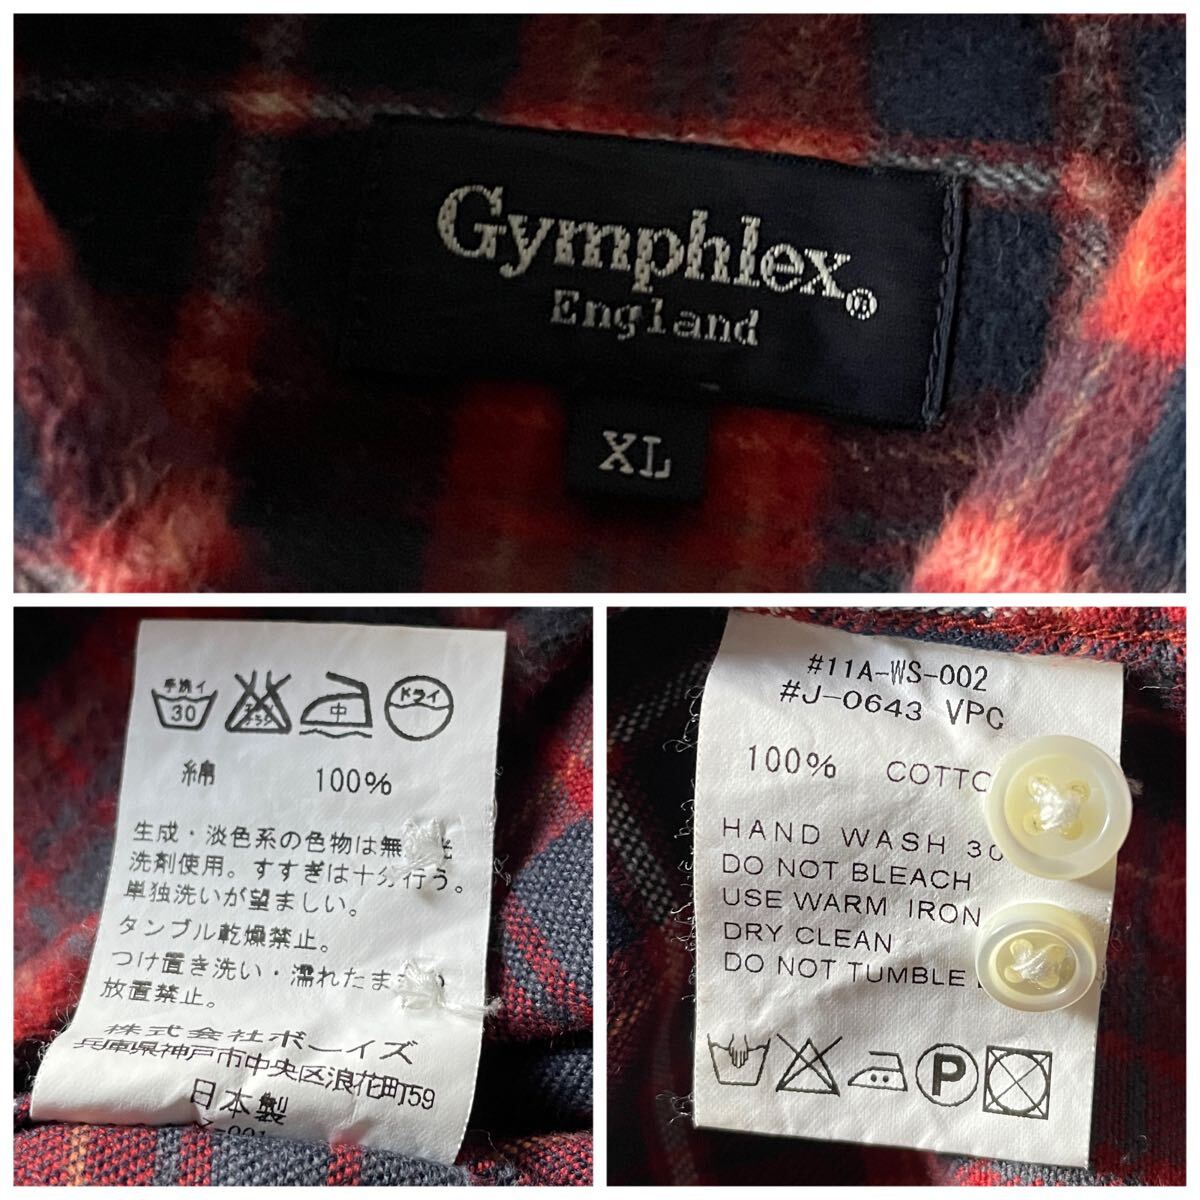 Gymphlex®
England
XL
手洗イ
30
中
ドライ
綿 100%
生成・淡色系の色物は無
洗剤使用。すすぎは十分行う。
単独洗いが望ましい。
タンブル乾燥禁止。
つけ置き洗い・濡れたま
放置禁止。
株式会社ボーイズ
兵庫県神戸市中央区浪花町59
日本製
#11A-WS-002
#J-0643 VPC
100% COTTO
HAND WASH 30
DO NOT BLEACH
USE WARM IRON
DRY CLEAN
DO NOT TUMBLE
P